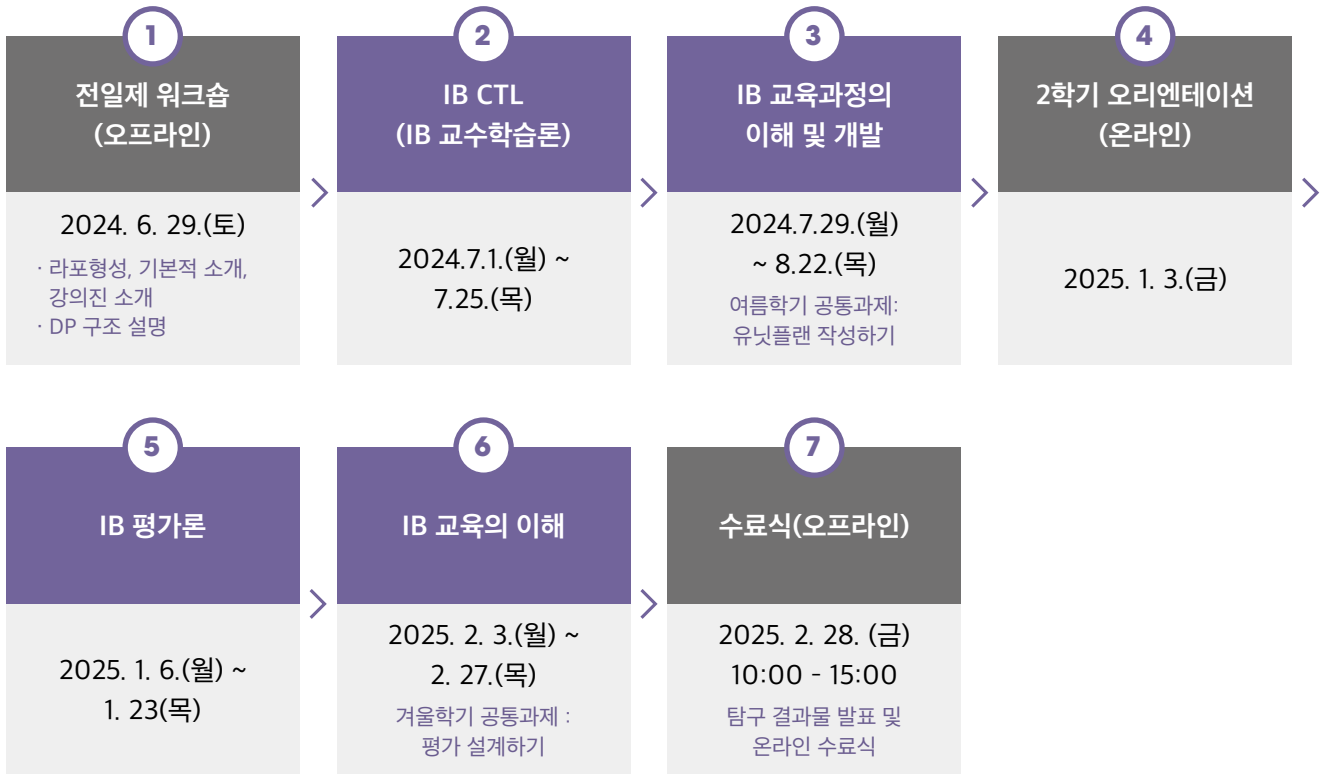 1
전일제 워크숍
(오프라인)
2024. 6. 29.(토)
· 라포형성, 기본적 소개,
강의진 소개
· DP 구조 설명
2
IB CTL
(IB 교수학습론)
2024.7.1.(월) ~
7.25.(목)
3
IB 교육과정의
이해 및 개발
2024.7.29.(월)
~ 8.22.(목)
여름학기 공통과제:
유닛플랜 작성하기
4
2학기 오리엔테이션
(온라인)
2025. 1. 3.(금)
5
IB 평가론
2025. 1. 6.(월) ~
1. 23(목)
6
IB 교육의 이해
2025. 2. 3.(월) ~
2. 27.(목)
겨울학기 공통과제 :
평가 설계하기
7
수료식(오프라인)
2025. 2. 28. (금)
10:00 - 15:00
탐구 결과물 발표 및
온라인 수료식